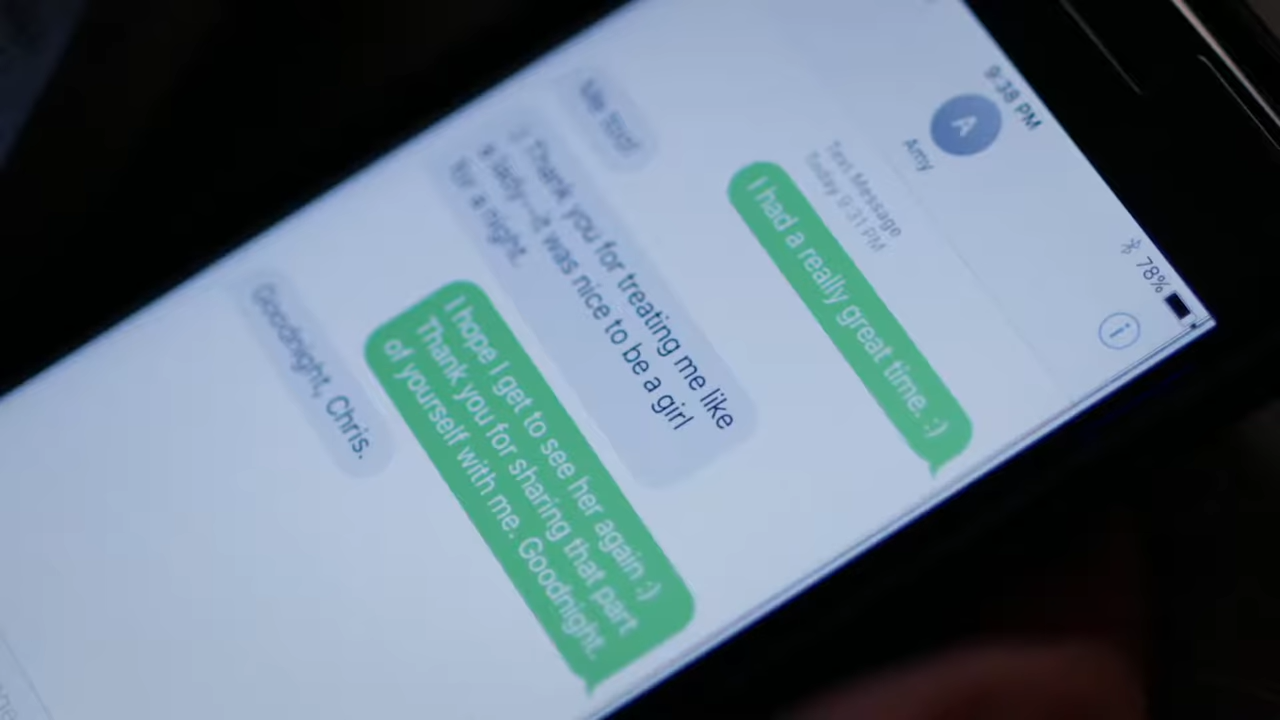 9:38 PM
78%
A
Amy
Text Message
Today 9:31 PM
I had a really great time. :)
Me too!
:) Thank you for treating me like
a lady—it was nice to be a girl
for a night.
I hope I get to see her again :)
Thank you for sharing that part
of yourself with me. Goodnight.
Goodnight, Chris.